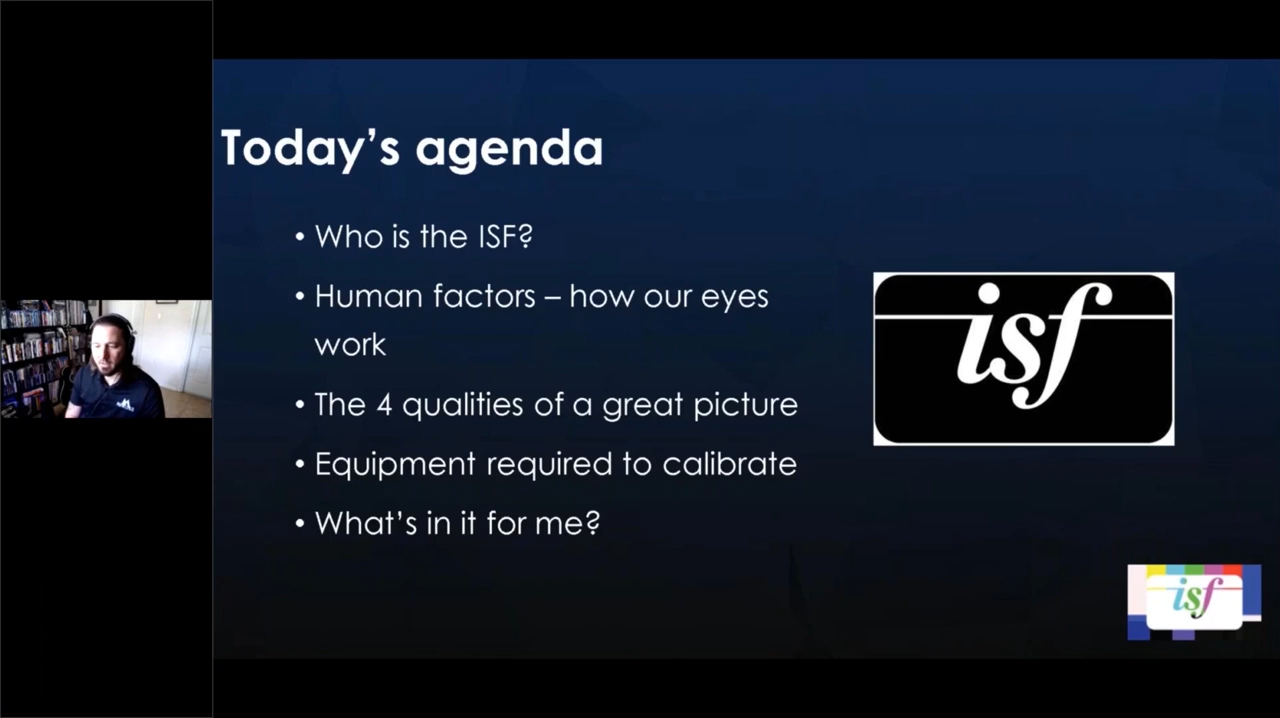 Today’s agenda
• Who is the ISF?
• Human factors – how our eyes
work
• The 4 qualities of a great picture
• Equipment required to calibrate
• What’s in it for me?
isf
isf